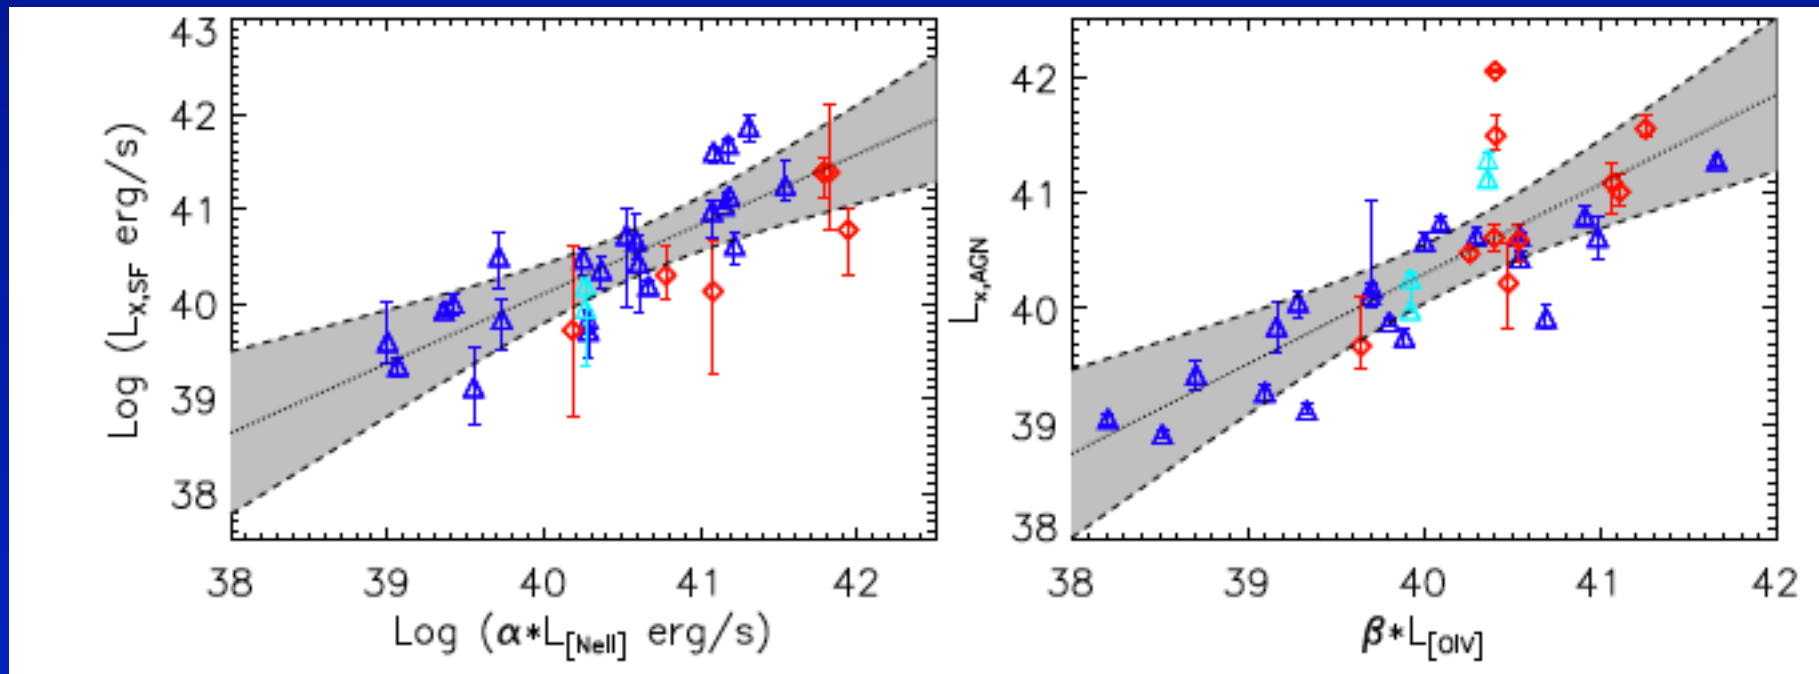 43
42
41
40
39
38
Log (L_x,SF erg/s)
38 39 40 41 42
Log (α*L_[NeII] erg/s)
42
41
40
39
38
L_x,AGN
38 39 40 41 42
β*L_[OIV]